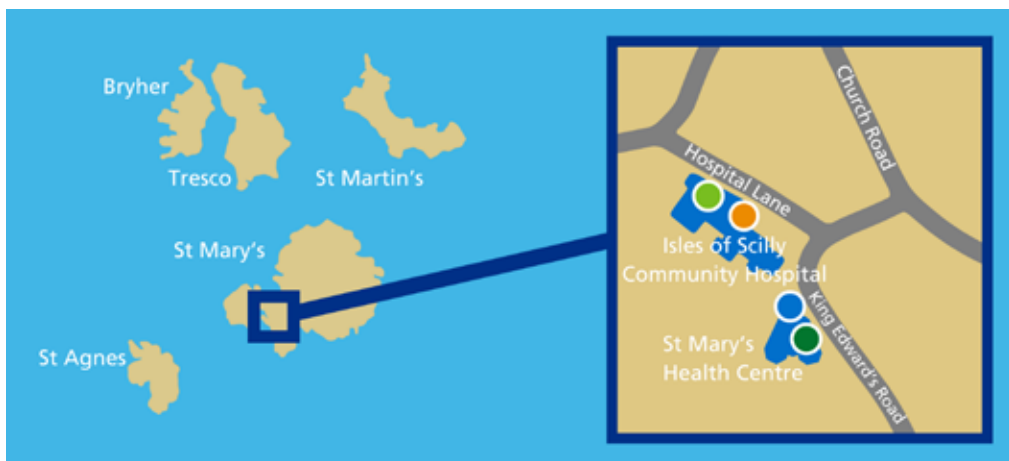 Bryher
Tresco
St Martin's
St Mary's
St Agnes
Church Road
Hospital Lane
Isles of Scilly
Community Hospital
King Edward's Road
St Mary's
Health Centre